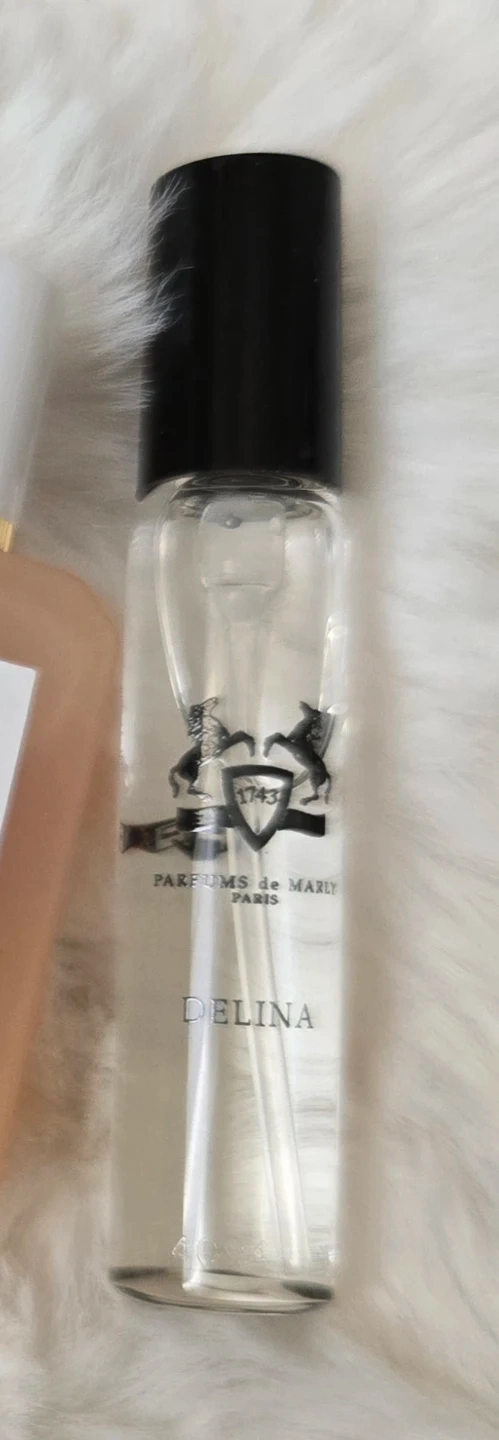 1743
PARFUMS de MARLY
PARIS
DELINA